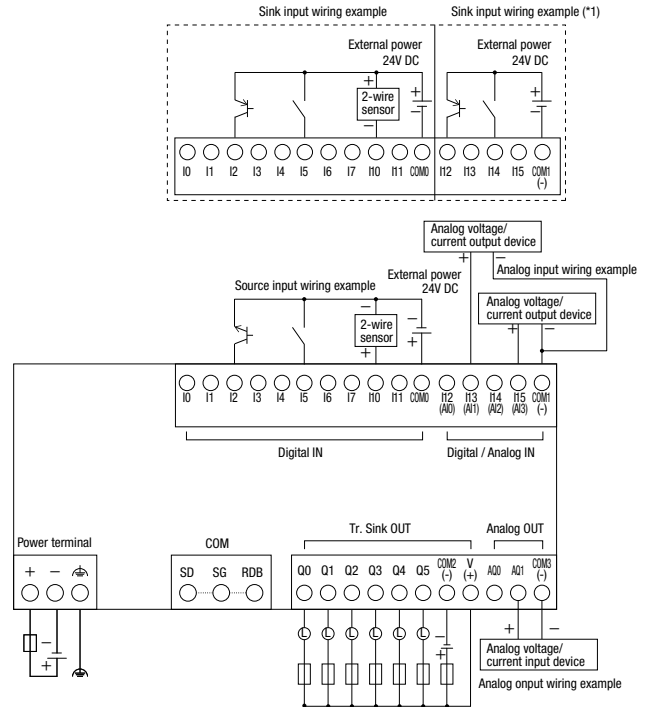 Sink input wiring example
Sink input wiring example (*1)
External power
24V DC
External power
24V DC
+
2-wire
sensor
−
+
−
+
−
I0 I1 I2 I3 I4 I5 I6 I7 I10 I11 COM0 I12 I13 I14 I15 COM1
(-)
Analog voltage/
current output device
+ −
Analog input wiring example
External power
24V DC
Source input wiring example
Analog voltage/
current output device
+ −
−
2-wire
sensor
+
−
+
I0 I1 I2 I3 I4 I5 I6 I7 I10 I11 COM0 I12 I13 I14 I15 COM1
(AI0) (AI1) (AI2) (AI3) (-)
Digital IN
Digital / Analog IN
Tr. Sink OUT
Analog OUT
Power terminal
COM
+ −
SD SG RDB
Q0 Q1 Q2 Q3 Q4 Q5 COM2 V AQ0 AQ1 COM3
(-) (+) (-)
L L L L L L
−
+
−
+
+ −
Analog voltage/
current input device
Analog onput wiring example